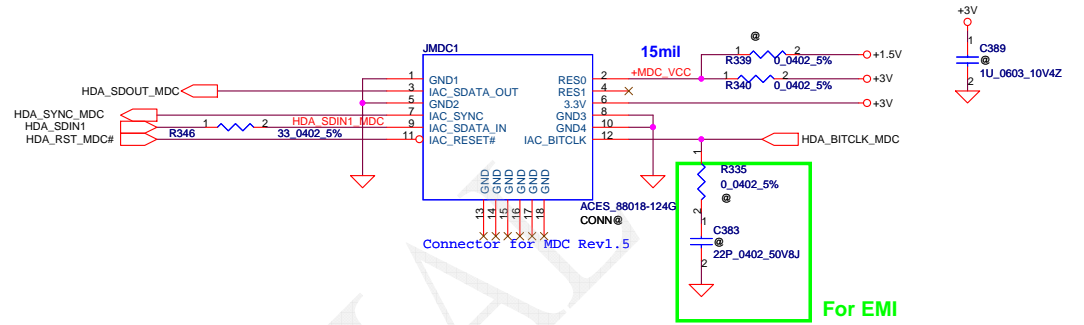 +3V
1
C389
@
1U_0603_10V4Z
2
JMDC1
15mil
@
1
2
R339
0_0402_5%
+1.5V
+MDC_VCC
1
2
R340
0_0402_5%
+3V
+3V
1
3
5
7
9
11
GND1
IAC_SDATA_OUT
GND2
IAC_SYNC
IAC_SDATA_IN
IAC_RESET#
RES0
RES1
3.3V
GND3
GND4
IAC_BITCLK
2
4
6
8
10
12
HDA_SDOUT_MDC
HDA_SYNC_MDC
HDA_SDIN1
HDA_RST_MDC#
R346
1
2
33_0402_5%
HDA_SDIN1_MDC
HDA_BITCLK_MDC
GND
GND
GND
GND
GND
GND
13
14
15
16
17
18
ACES_88018-124G
CONN@
Connector for MDC Rev1.5
1
R335
0_0402_5%
@
2
1
C383
@
22P_0402_50V8J
2
For EMI